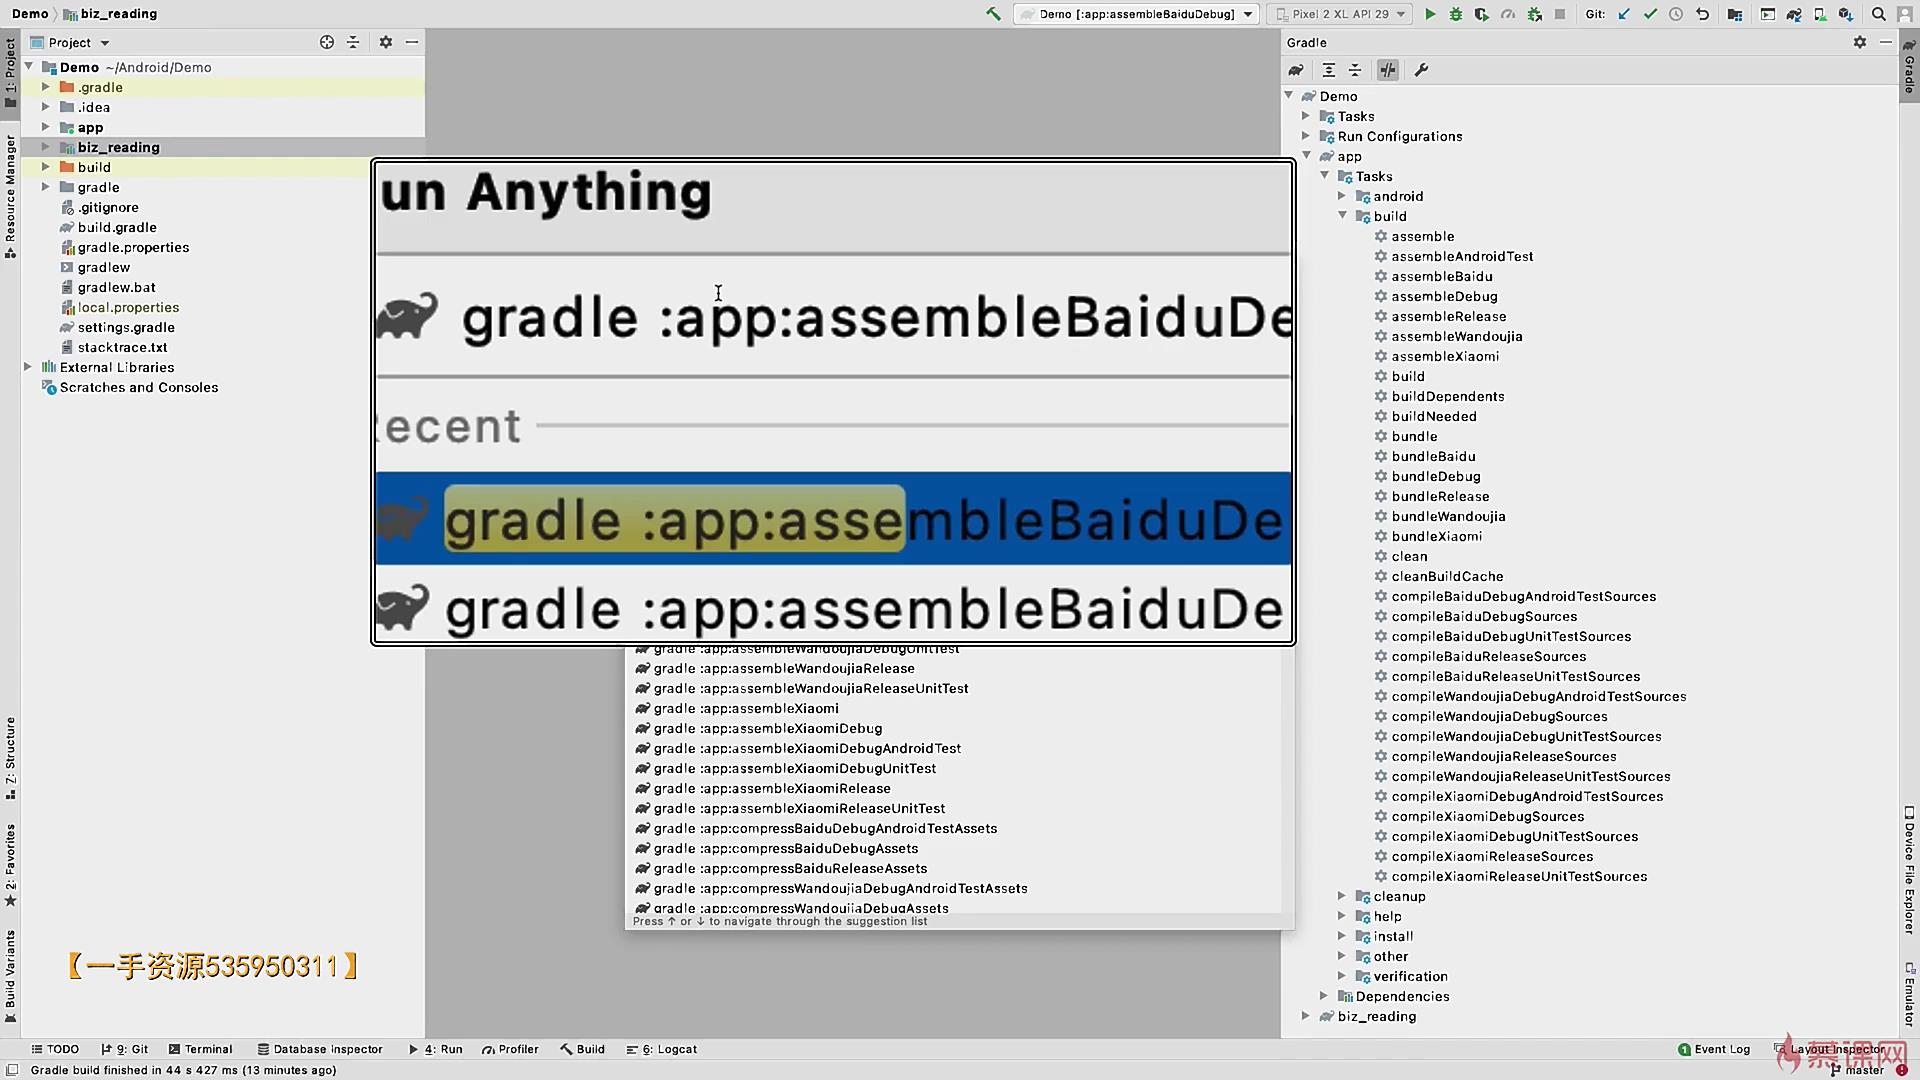 Demo biz_reading
Demo [:app:assembleBaiduDebug]
Pixel 2 XL API 29
Git:
Project
Demo ~/Android/Demo
.gradle
.idea
app
biz_reading
build
gradle
.gitignore
build.gradle
gradle.properties
gradlew
gradlew.bat
local.properties
settings.gradle
stacktrace.txt
External Libraries
Scratches and Consoles
1: Project
Resource Manager
Z: Structure
2: Favorites
Build Variants
un Anything
gradle :app:assembleBaiduDe
ecent
gradle :app:assembleBaiduDe
gradle :app:assembleBaiduDe
gradle :app:assembleWandoujiaDebugUnitTest
gradle :app:assembleWandoujiaRelease
gradle :app:assembleWandoujiaReleaseUnitTest
gradle :app:assembleXiaomi
gradle :app:assembleXiaomiDebug
gradle :app:assembleXiaomiDebugAndroidTest
gradle :app:assembleXiaomiDebugUnitTest
gradle :app:assembleXiaomiRelease
gradle :app:assembleXiaomiReleaseUnitTest
gradle :app:compressBaiduDebugAndroidTestAssets
gradle :app:compressBaiduDebugAssets
gradle :app:compressBaiduReleaseAssets
gradle :app:compressWandoujiaDebugAndroidTestAssets
gradle :app:compressWandoujiaDebugAssets
Press ↑ or ↓ to navigate through the suggestion list
Gradle
Demo
Tasks
Run Configurations
app
Tasks
android
build
assemble
assembleAndroidTest
assembleBaidu
assembleDebug
assembleRelease
assembleWandoujia
assembleXiaomi
build
buildDependents
buildNeeded
bundle
bundleBaidu
bundleDebug
bundleRelease
bundleWandoujia
bundleXiaomi
clean
cleanBuildCache
compileBaiduDebugAndroidTestSources
compileBaiduDebugSources
compileBaiduDebugUnitTestSources
compileBaiduReleaseSources
compileBaiduReleaseUnitTestSources
compileWandoujiaDebugAndroidTestSources
compileWandoujiaDebugSources
compileWandoujiaDebugUnitTestSources
compileWandoujiaReleaseSources
compileWandoujiaReleaseUnitTestSources
compileXiaomiDebugAndroidTestSources
compileXiaomiDebugSources
compileXiaomiDebugUnitTestSources
compileXiaomiReleaseSources
compileXiaomiReleaseUnitTestSources
cleanup
help
install
other
verification
Dependencies
biz_reading
Gradle
Device File Explorer
Emulator
【一手资源535950311】
TODO 9: Git Terminal Database Inspector 4: Run Profiler Build 6: Logcat
1 Event Log Layout Inspector
慕课网
Gradle build finished in 44 s 427 ms (13 minutes ago)
master